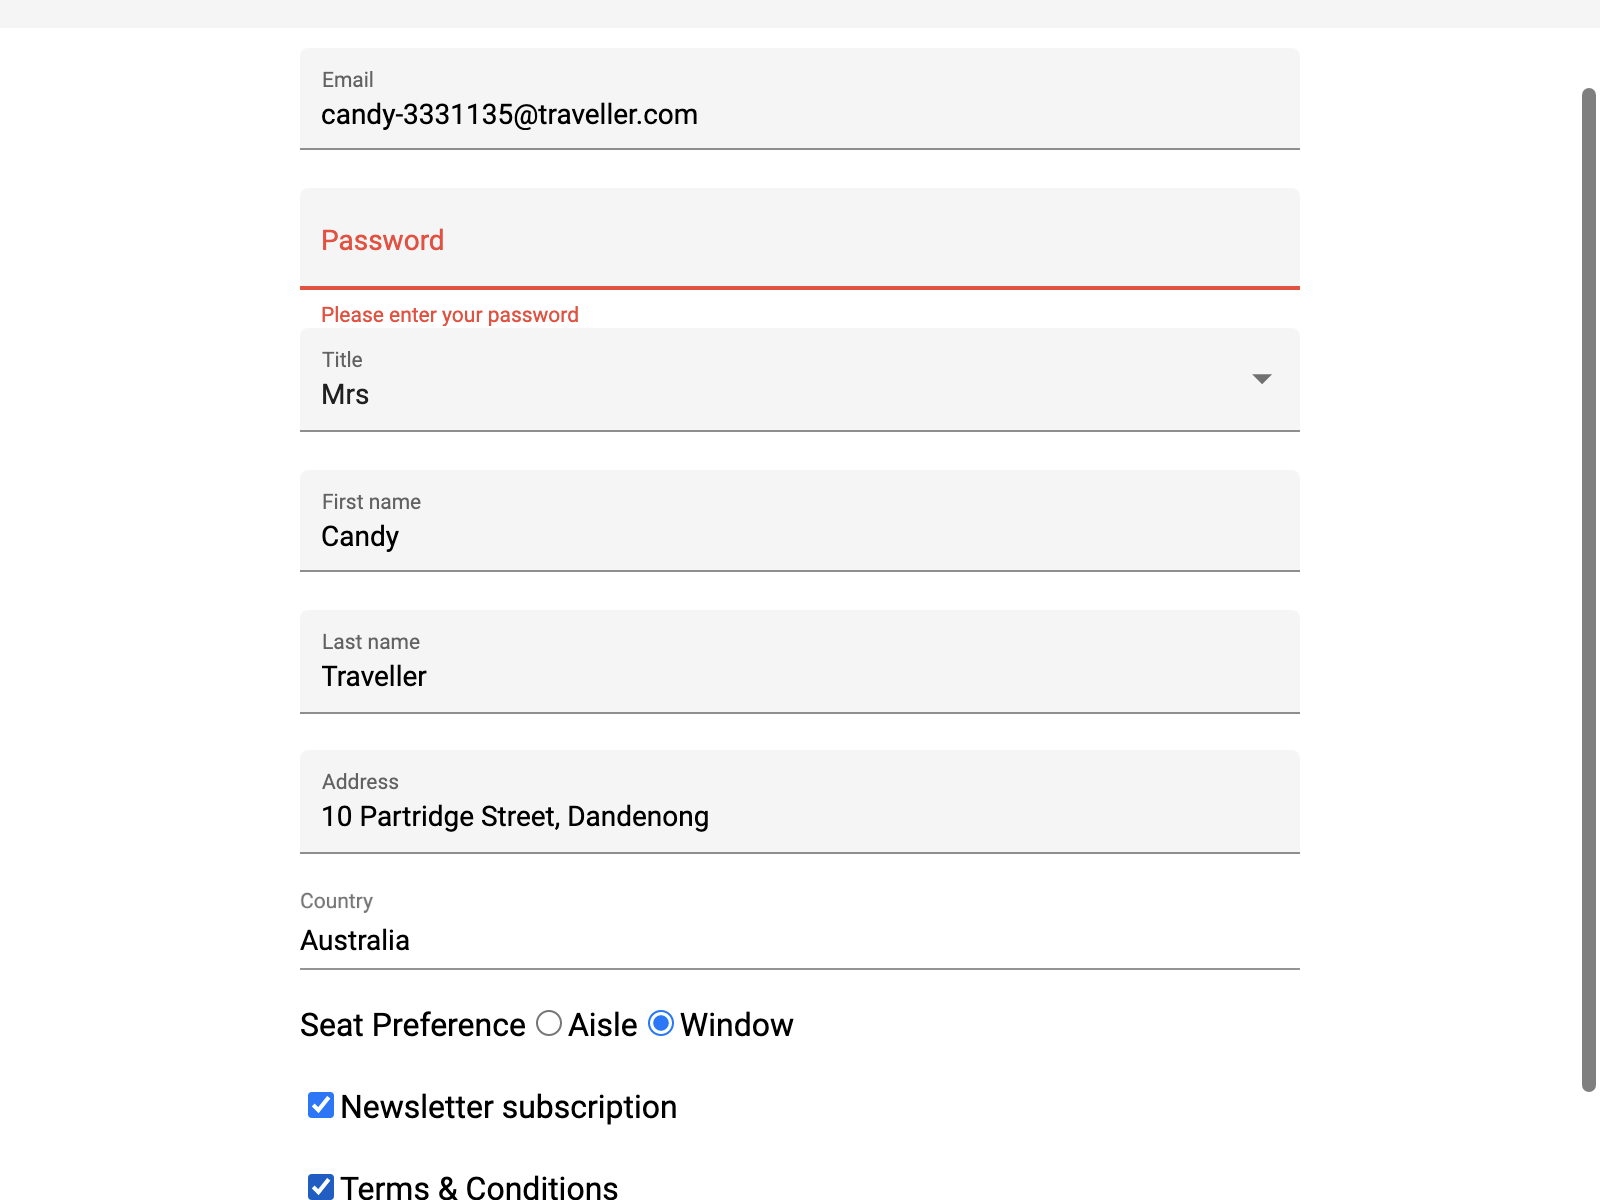 Email
candy-3331135@traveller.com
Password
Please enter your password
Title
Mrs
First name
Candy
Last name
Traveller
Address
10 Partridge Street, Dandenong
Country
Australia
Seat Preference Aisle Window
Newsletter subscription
Terms & Conditions